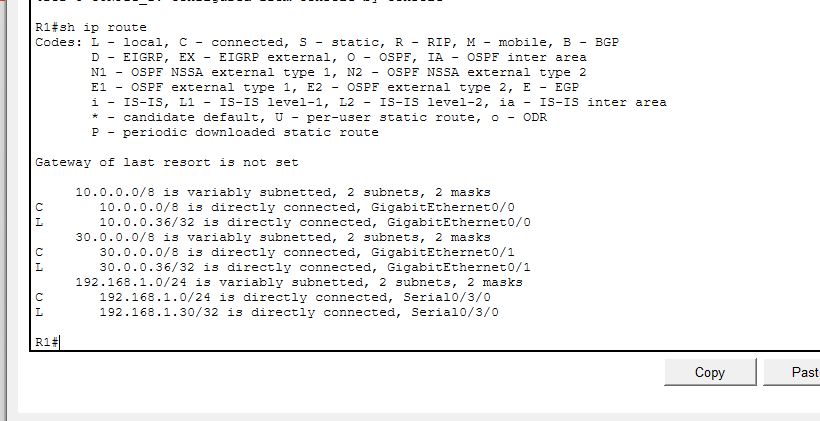 R1#sh ip route
Codes: L - local, C - connected, S - static, R - RIP, M - mobile, B - BGP
D - EIGRP, EX - EIGRP external, O - OSPF, IA - OSPF inter area
N1 - OSPF NSSA external type 1, N2 - OSPF NSSA external type 2
E1 - OSPF external type 1, E2 - OSPF external type 2, E - EGP
i - IS-IS, L1 - IS-IS level-1, L2 - IS-IS level-2, ia - IS-IS inter area
* - candidate default, U - per-user static route, o - ODR
P - periodic downloaded static route
Gateway of last resort is not set
10.0.0.0/8 is variably subnetted, 2 subnets, 2 masks
C 10.0.0.0/8 is directly connected, GigabitEthernet0/0
L 10.0.0.36/32 is directly connected, GigabitEthernet0/0
30.0.0.0/8 is variably subnetted, 2 subnets, 2 masks
C 30.0.0.0/8 is directly connected, GigabitEthernet0/1
L 30.0.0.36/32 is directly connected, GigabitEthernet0/1
192.168.1.0/24 is variably subnetted, 2 subnets, 2 masks
C 192.168.1.0/24 is directly connected, Serial0/3/0
L 192.168.1.30/32 is directly connected, Serial0/3/0
R1#
Copy Past